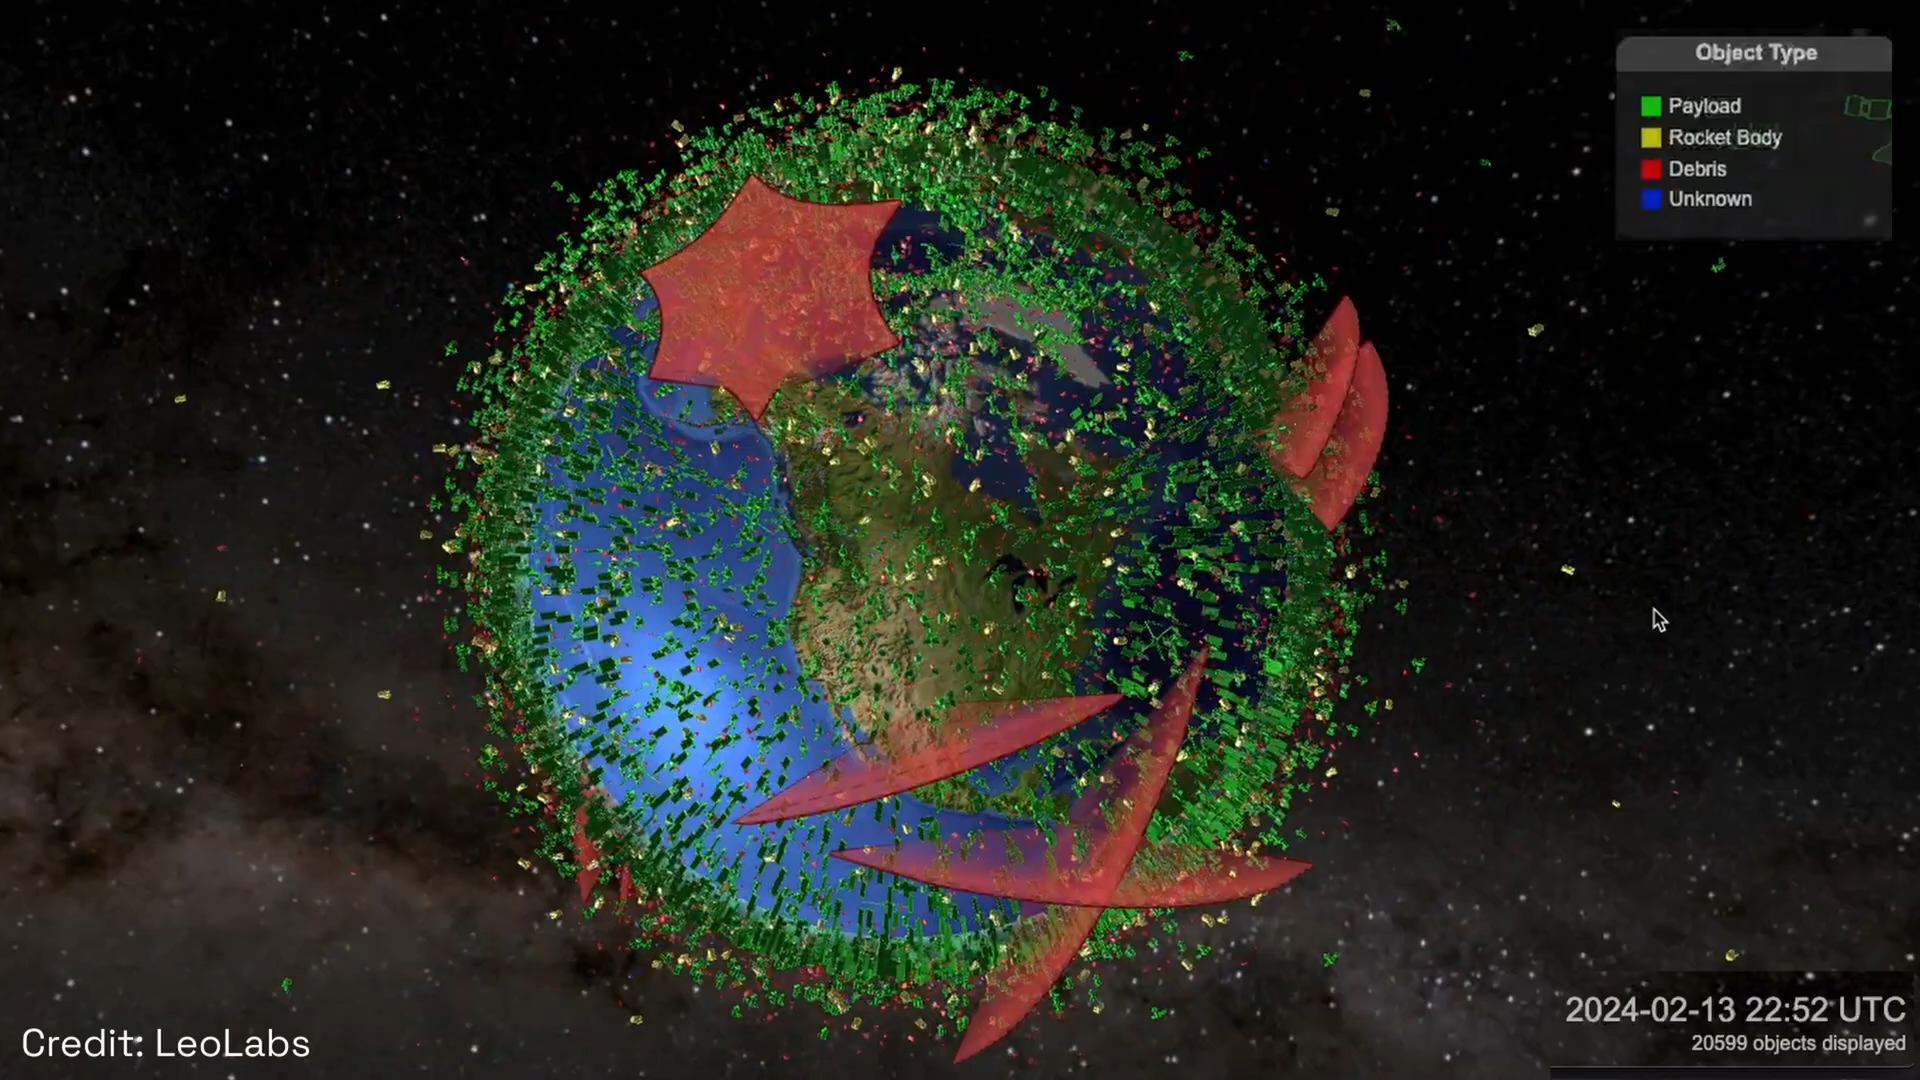 Object Type
Payload
Rocket Body
Debris
Unknown
2024-02-13 22:52 UTC
20599 objects displayed
Credit: LeoLabs